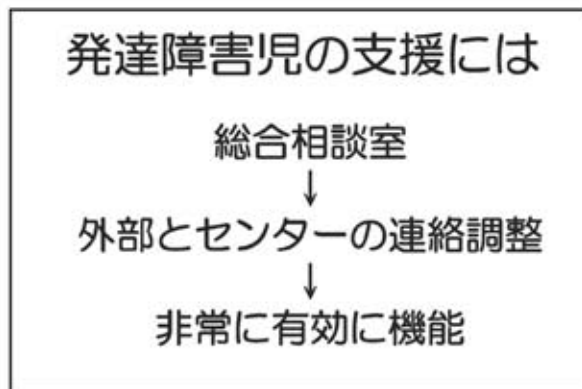 発達障害児の支援には
総合相談室
↓
外部とセンターの連絡調整
↓
非常に有効に機能